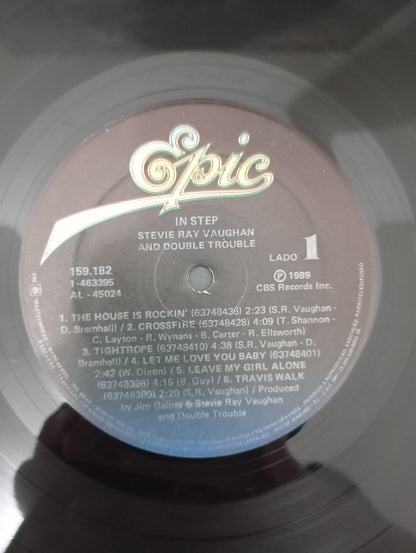 Epic
IN STEP
STEVIE RAY VAUGHAN
AND DOUBLE TROUBLE
LADO 1
159.182
1-463395
AL - 45024
℗ 1989
CBS Records Inc.
1. THE HOUSE IS ROCKIN' (63748436) 2:23 (S.R. Vaughan -
D. Bramhall) / 2. CROSSFIRE (63748428) 4:09 (T. Shannon -
C. Layton - R. Wynans - B. Carter - R. Ellsworth)
3. TIGHTROPE (63748410) 4:38 (S.R. Vaughan - D.
Bramhall) / 4. LET ME LOVE YOU BABY (63748401)
2:42 (W. Dixen) / 5. LEAVE MY GIRL ALONE
(63748398) 4:15 (B. Guy) / 6. TRAVIS WALK
(63748380) 2:20 (S.R. Vaughan) / Produced
by Jim Gaines & Stevie Ray Vaughan
and Double Trouble